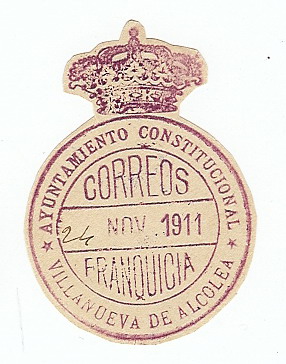 AYUNTAMIENTO CONSTITUCIONAL
CORREOS
24 NOV. 1911
FRANQUICIA
★ VILLANUEVA DE ALCOLEA ★